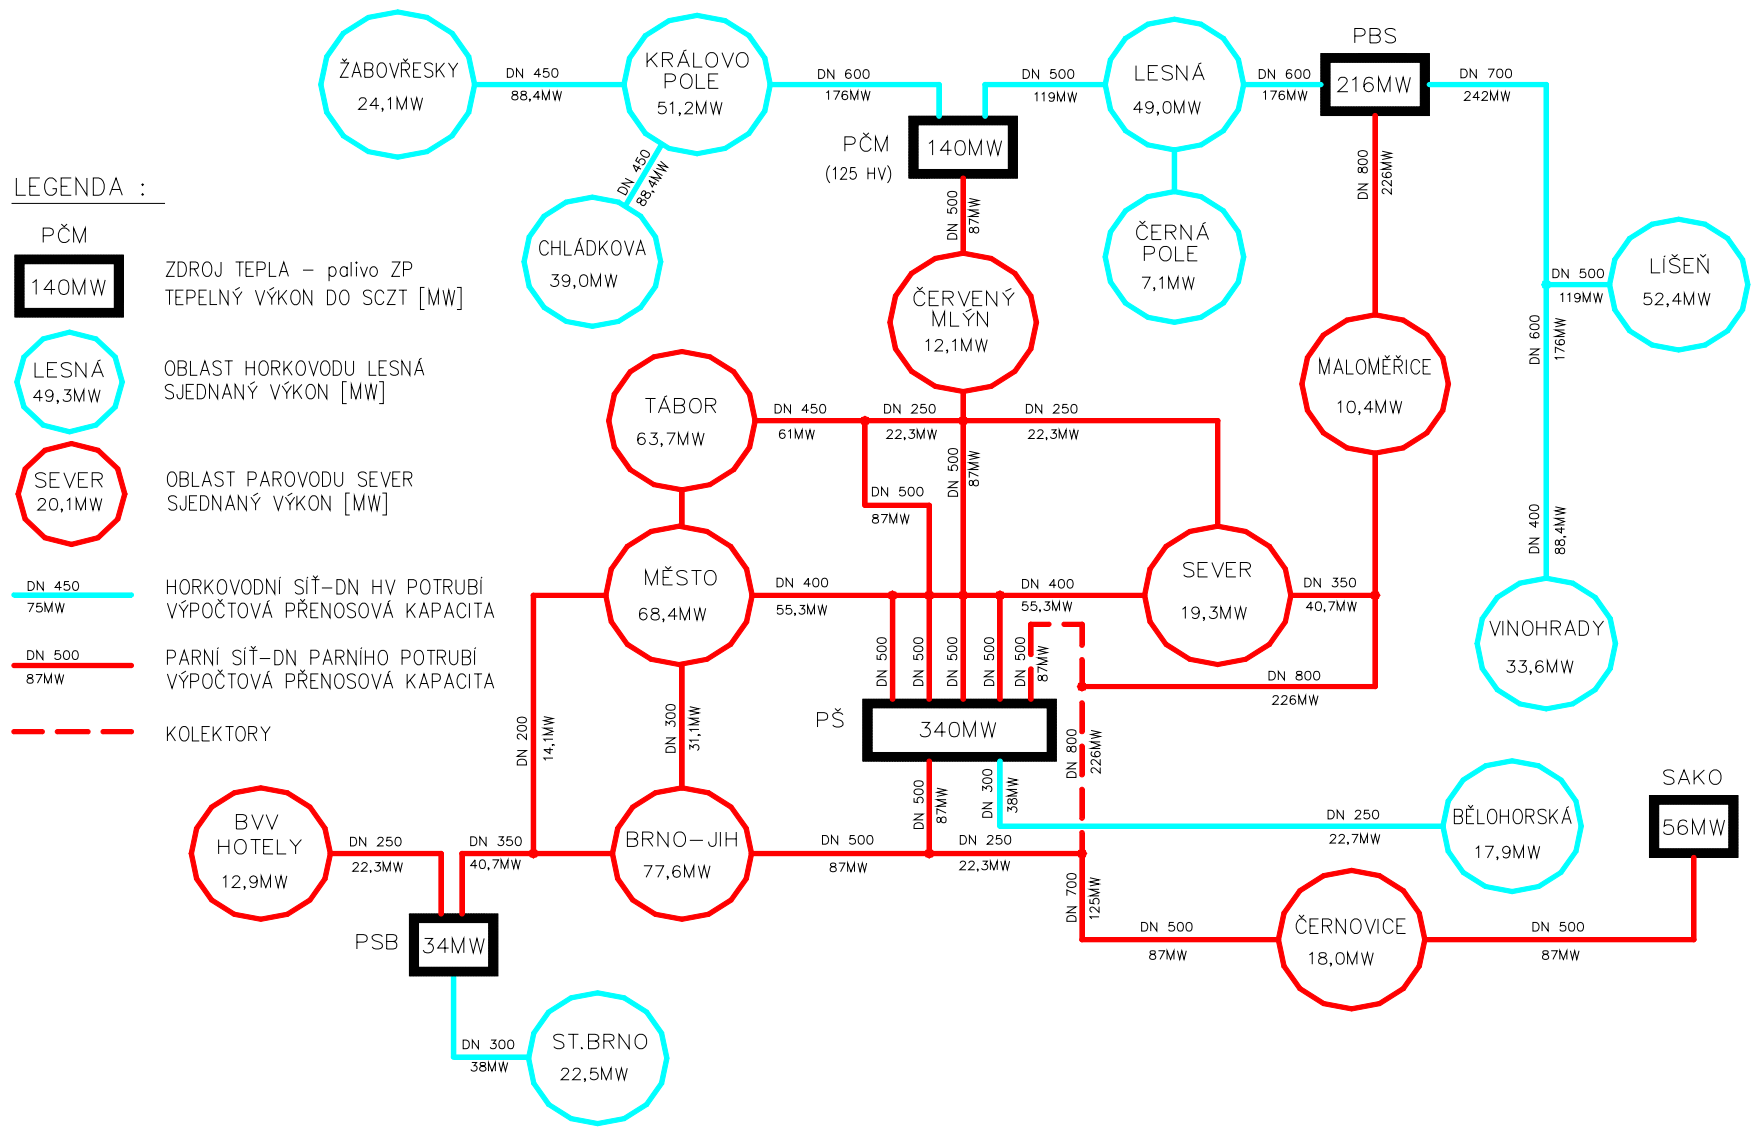 ŽABOVŘESKY
24,1MW
DN 450
88,4MW
KRÁLOVO
POLE
51,2MW
DN 600
176MW
DN 500
119MW
LESNÁ
49,0MW
DN 600
176MW
PBS
216MW
DN 700
242MW
PČM
(125 HV)
140MW
DN 450
88,4MW
CHLÁDKOVA
39,0MW
DN 500
87MW
ČERNÁ
POLE
7,1MW
DN 800
226MW
DN 500
119MW
LÍŠEŇ
52,4MW
DN 600
176MW
LEGENDA :
PČM
140MW
ZDROJ TEPLA – palivo ZP
TEPELNÝ VÝKON DO SCZT [MW]
LESNÁ
49,3MW
OBLAST HORKOVODU LESNÁ
SJEDNANÝ VÝKON [MW]
SEVER
20,1MW
OBLAST PAROVODU SEVER
SJEDNANÝ VÝKON [MW]
DN 450
75MW
HORKOVODNÍ SÍŤ–DN HV POTRUBÍ
VÝPOČTOVÁ PŘENOSOVÁ KAPACITA
DN 500
87MW
PARNÍ SÍŤ–DN PARNÍHO POTRUBÍ
VÝPOČTOVÁ PŘENOSOVÁ KAPACITA
KOLEKTORY
ČERVENÝ
MLÝN
12,1MW
MALOMĚŘICE
10,4MW
TÁBOR
63,7MW
DN 450
61MW
DN 250
22,3MW
DN 250
22,3MW
DN 500
87MW
DN 500
87MW
DN 400
88,4MW
MĚSTO
68,4MW
DN 400
55,3MW
DN 400
55,3MW
SEVER
19,3MW
DN 350
40,7MW
VINOHRADY
33,6MW
DN 500
DN 500
DN 500
DN 500
DN 500
87MW
DN 800
226MW
PŠ
340MW
DN 200
14,1MW
DN 300
31,1MW
DN 800
226MW
DN 500
87MW
DN 300
38MW
BVV
HOTELY
12,9MW
DN 250
22,3MW
DN 350
40,7MW
BRNO–JIH
77,6MW
DN 500
87MW
DN 250
22,3MW
DN 250
22,7MW
BĚLOHORSKÁ
17,9MW
SAKO
56MW
DN 700
125MW
PSB
34MW
DN 500
87MW
ČERNOVICE
18,0MW
DN 500
87MW
DN 300
38MW
ST.BRNO
22,5MW